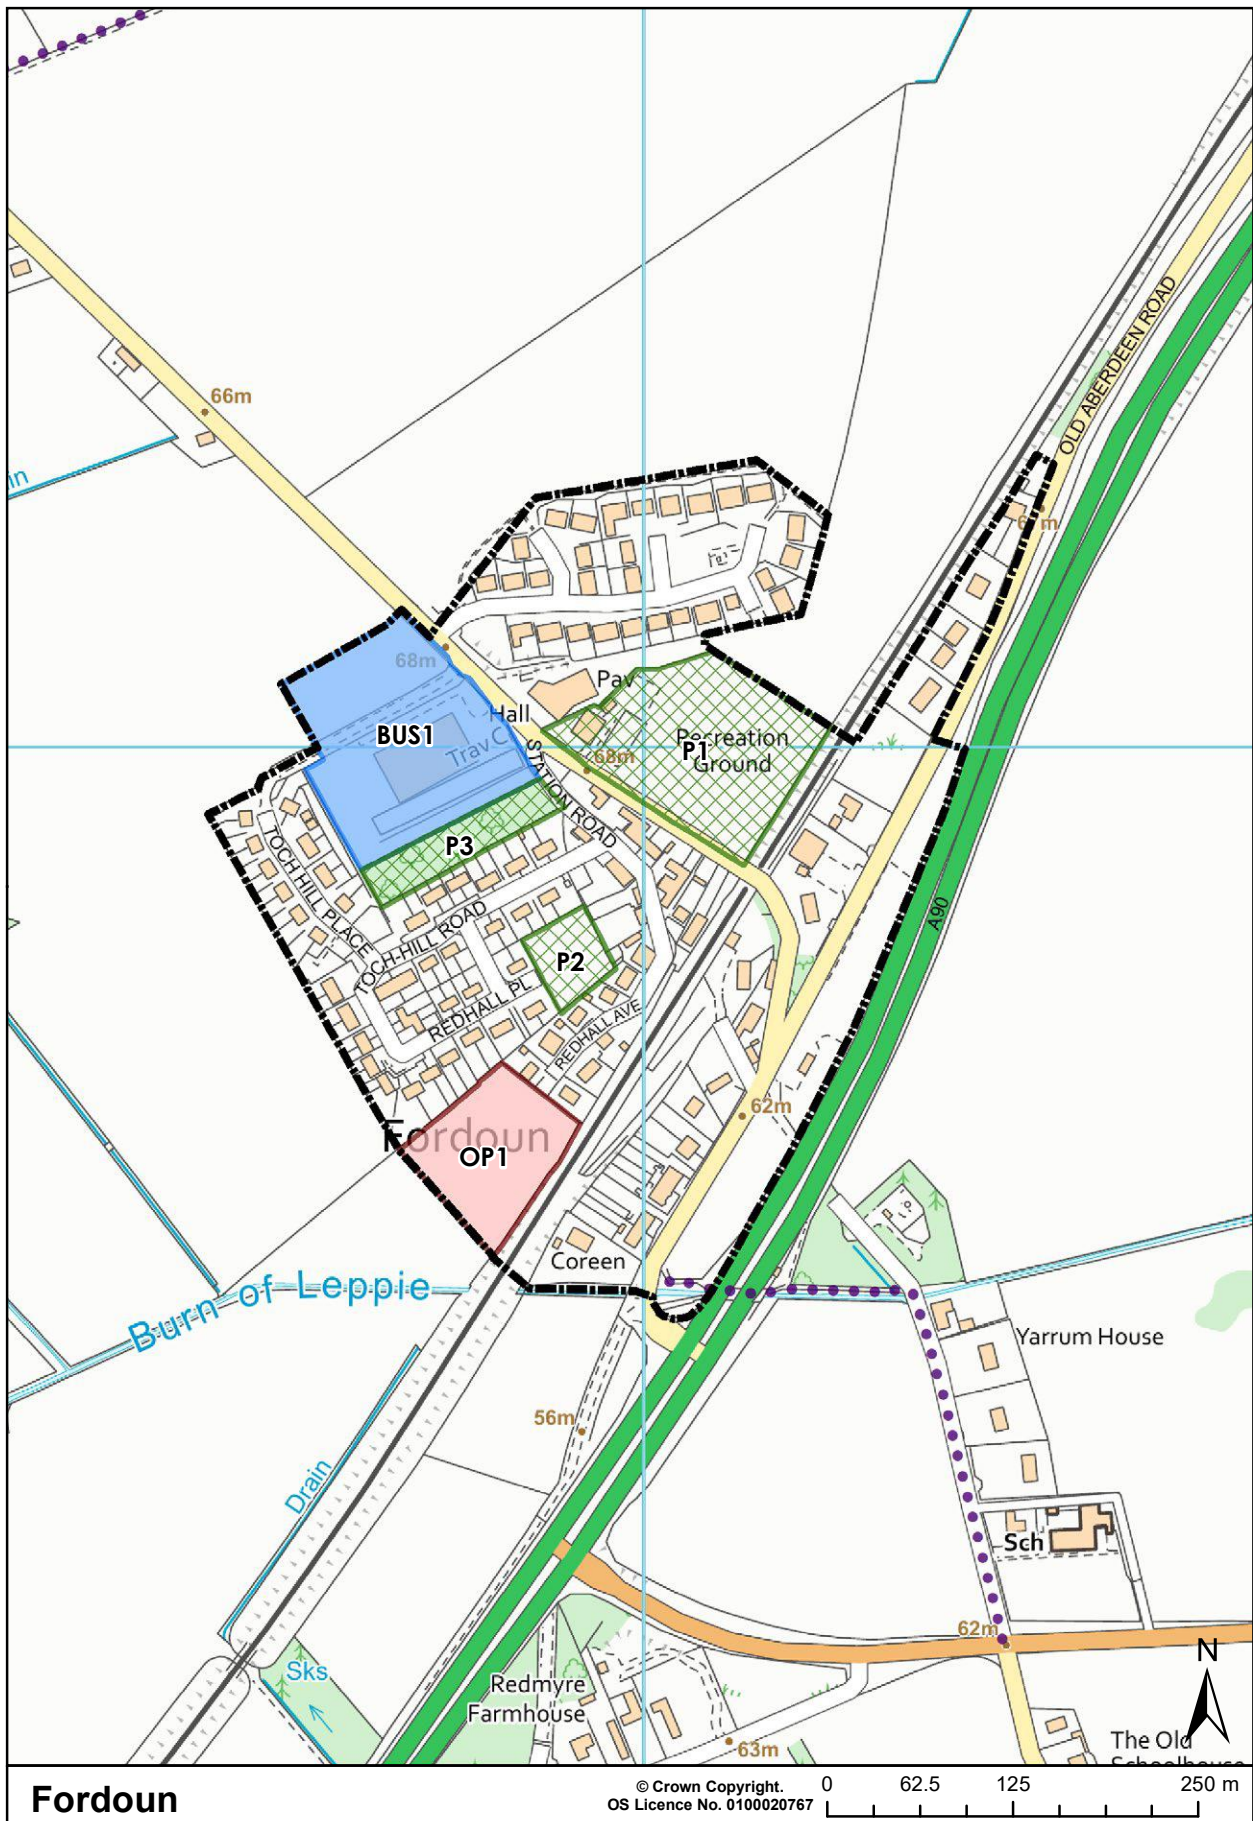 OLD ABERDEEN ROAD
66m
68m
Pav
Hall
BUS1
Trav C
P1
Recreation
Ground
68m
STATION ROAD
P3
TOCH HILL PLACE
TOCH-HILL ROAD
A90
P2
REDHALL PL
REDHALL AVE
62m
Fordoun
OP1
Coreen
Burn of Leppie
Yarrum House
56m
Drain
Sch
62m
N
Sks
Redmyre
Farmhouse
63m
The Old
Schoolhouse
Fordoun
© Crown Copyright.
OS Licence No. 0100020767
0 62.5 125 250 m